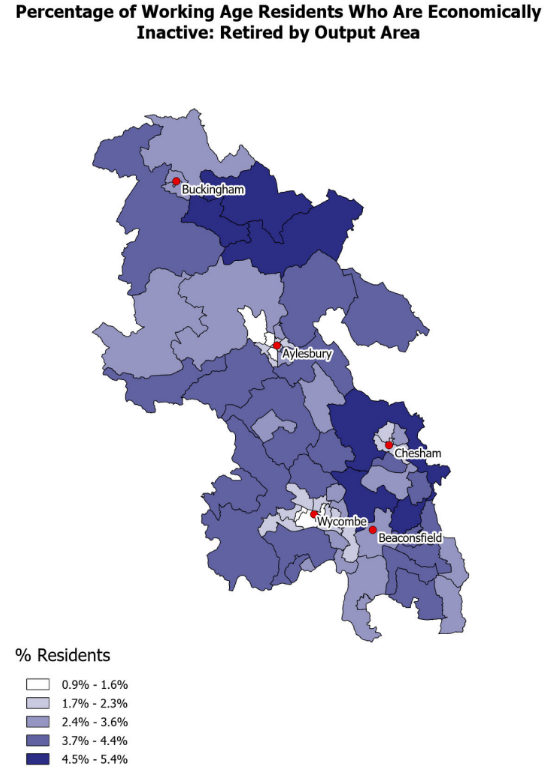 Percentage of Working Age Residents Who Are Economically
Inactive: Retired by Output Area
Buckingham
Aylesbury
Chesham
Wycombe
Beaconsfield
% Residents
0.9% - 1.6%
1.7% - 2.3%
2.4% - 3.6%
3.7% - 4.4%
4.5% - 5.4%